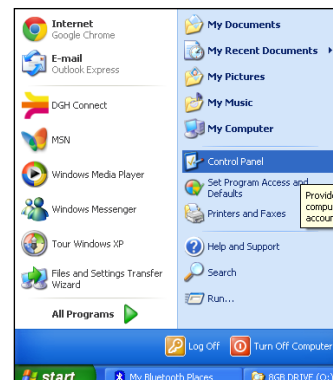 Internet
Google Chrome
E-mail
Outlook Express
DGH Connect
MSN
Windows Media Player
Windows Messenger
Tour Windows XP
Files and Settings Transfer
Wizard
All Programs
My Documents
My Recent Documents
My Pictures
My Music
My Computer
Control Panel
Set Program Access and
Defaults
Printers and Faxes
Help and Support
Search
Run...
Provide
compu
accou
Log Off
Turn Off Computer
start
My Bluetooth Places
8GB DRIVE (O:)